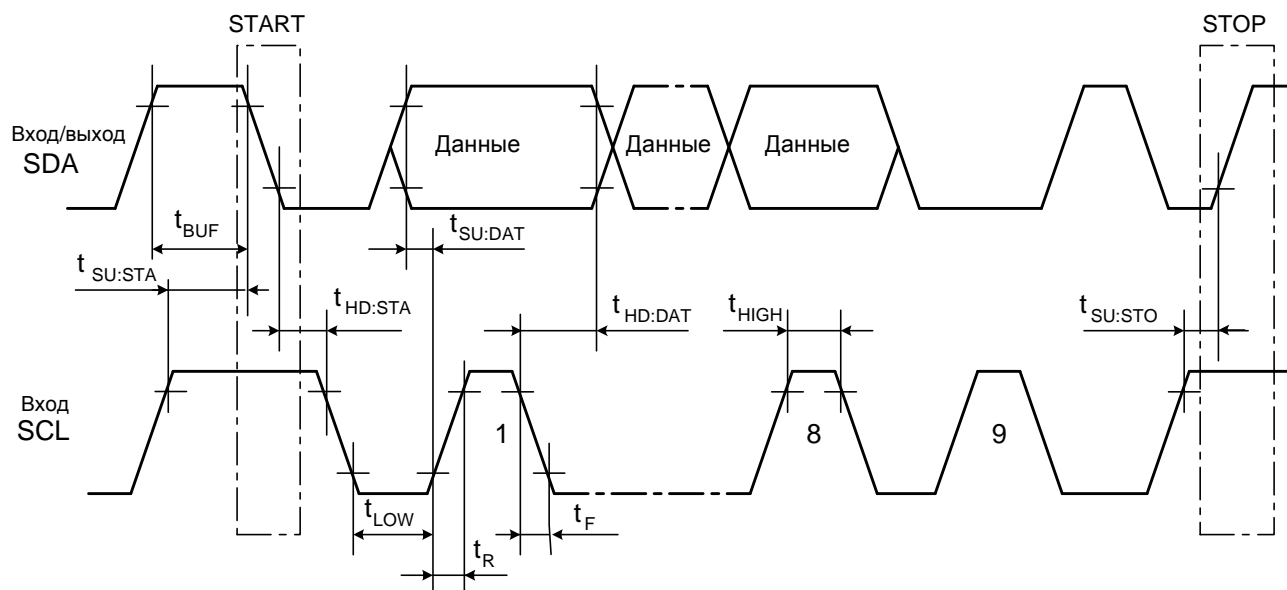 START
STOP
Вход/выход
SDA
Данные
Данные
Данные
tBUF
tSU:DAT
tSU:STA
tHD:STA
tHD:DAT
tHIGH
tSU:STO
Вход
SCL
1
8
9
tLOW
tF
tR